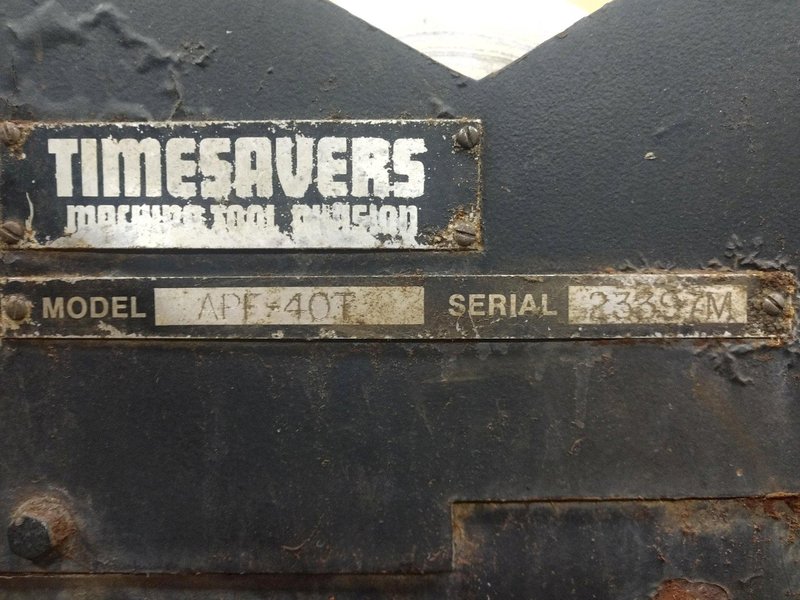 TIMESAVERS
MACHINE TOOL DIVISION
MODEL APF-40T SERIAL 23397M